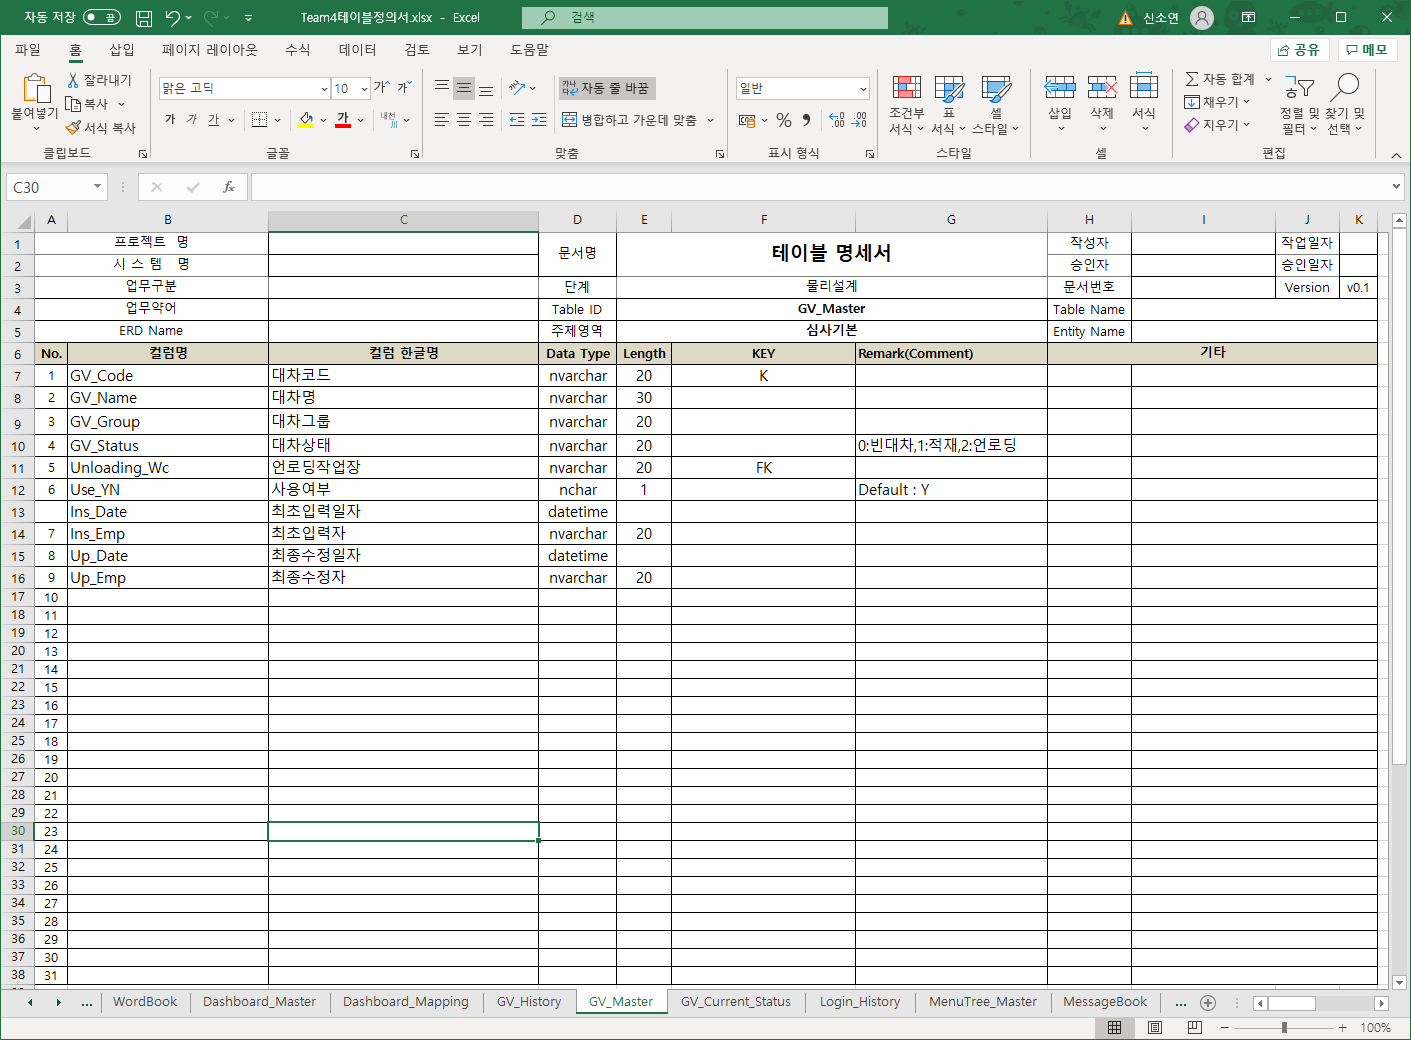 자동 저장 끔 Team4테이블정의서.xlsx - Excel 검색 신소연
파일 홈 삽입 페이지 레이아웃 수식 데이터 검토 보기 도움말 공유 메모
붙여넣기 잘라내기 복사 서식 복사 클립보드
맑은 고딕 10 가 가 가 가 가 가 내천 글꼴
자동 줄 바꿈 병합하고 가운데 맞춤 맞춤
일반 % 표시 형식
조건부 서식 표 서식 셀 스타일 스타일
삽입 삭제 서식 셀
자동 합계 채우기 지우기 정렬 및 필터 찾기 및 선택 편집
C30 fx
A B C D E F G H I J K
1 프로젝트 명 문서명 테이블 명세서 작성자 작업일자
2 시 스 템 명 승인자 승인일자
3 업무구분 단계 물리설계 문서번호 Version v0.1
4 업무약어 Table ID GV_Master Table Name
5 ERD Name 주제영역 심사기본 Entity Name
6 No. 컬럼명 컬럼 한글명 Data Type Length KEY Remark(Comment) 기타
7 1 GV_Code 대차코드 nvarchar 20 K
8 2 GV_Name 대차명 nvarchar 30
9 3 GV_Group 대차그룹 nvarchar 20
10 4 GV_Status 대차상태 nvarchar 20 0:빈대차,1:적재,2:언로딩
11 5 Unloading_Wc 언로딩작업장 nvarchar 20 FK
12 6 Use_YN 사용여부 nchar 1 Default : Y
13 Ins_Date 최초입력일자 datetime
14 7 Ins_Emp 최초입력자 nvarchar 20
15 8 Up_Date 최종수정일자 datetime
16 9 Up_Emp 최종수정자 nvarchar 20
17 10
18 11
19 12
20 13
21 14
22 15
23 16
24 17
25 18
26 19
27 20
28 21
29 22
30 23
31 24
32 25
33 26
34 27
35 28
36 29
37 30
38 31
... WordBook Dashboard_Master Dashboard_Mapping GV_History GV_Master GV_Current_Status Login_History MenuTree_Master MessageBook ...
100%